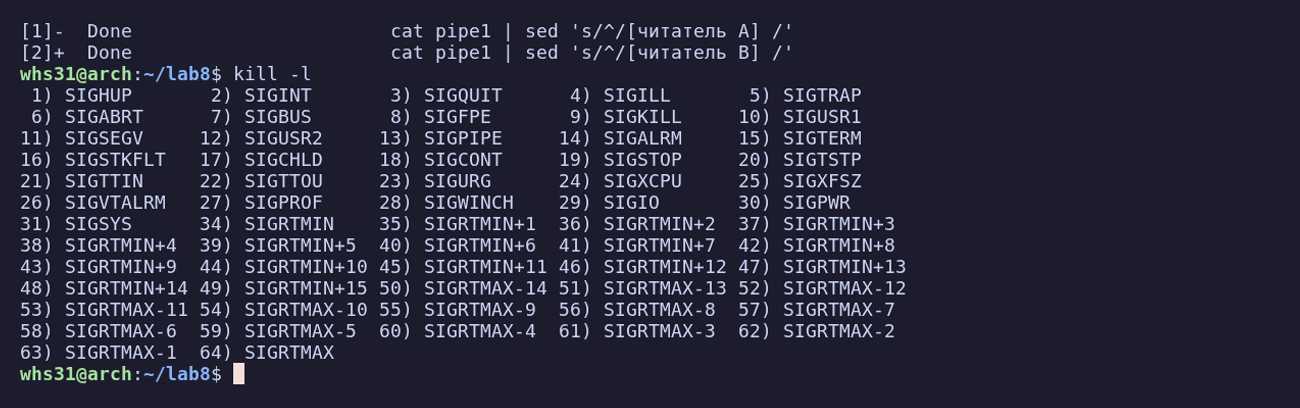 [1]-  Done                       cat pipe1 | sed 's/^/[читатель A] /'
[2]+  Done                       cat pipe1 | sed 's/^/[читатель B] /'
whs31@arch:~/lab8$ kill -l
 1) SIGHUP       2) SIGINT       3) SIGQUIT      4) SIGILL       5) SIGTRAP
 6) SIGABRT      7) SIGBUS       8) SIGFPE       9) SIGKILL     10) SIGUSR1
11) SIGSEGV     12) SIGUSR2     13) SIGPIPE     14) SIGALRM     15) SIGTERM
16) SIGSTKFLT   17) SIGCHLD     18) SIGCONT     19) SIGSTOP     20) SIGTSTP
21) SIGTTIN     22) SIGTTOU     23) SIGURG      24) SIGXCPU     25) SIGXFSZ
26) SIGVTALRM   27) SIGPROF     28) SIGWINCH    29) SIGIO       30) SIGPWR
31) SIGSYS      34) SIGRTMIN    35) SIGRTMIN+1  36) SIGRTMIN+2  37) SIGRTMIN+3
38) SIGRTMIN+4  39) SIGRTMIN+5  40) SIGRTMIN+6  41) SIGRTMIN+7  42) SIGRTMIN+8
43) SIGRTMIN+9  44) SIGRTMIN+10 45) SIGRTMIN+11 46) SIGRTMIN+12 47) SIGRTMIN+13
48) SIGRTMIN+14 49) SIGRTMIN+15 50) SIGRTMAX-14 51) SIGRTMAX-13 52) SIGRTMAX-12
53) SIGRTMAX-11 54) SIGRTMAX-10 55) SIGRTMAX-9  56) SIGRTMAX-8  57) SIGRTMAX-7
58) SIGRTMAX-6  59) SIGRTMAX-5  60) SIGRTMAX-4  61) SIGRTMAX-3  62) SIGRTMAX-2
63) SIGRTMAX-1  64) SIGRTMAX
whs31@arch:~/lab8$